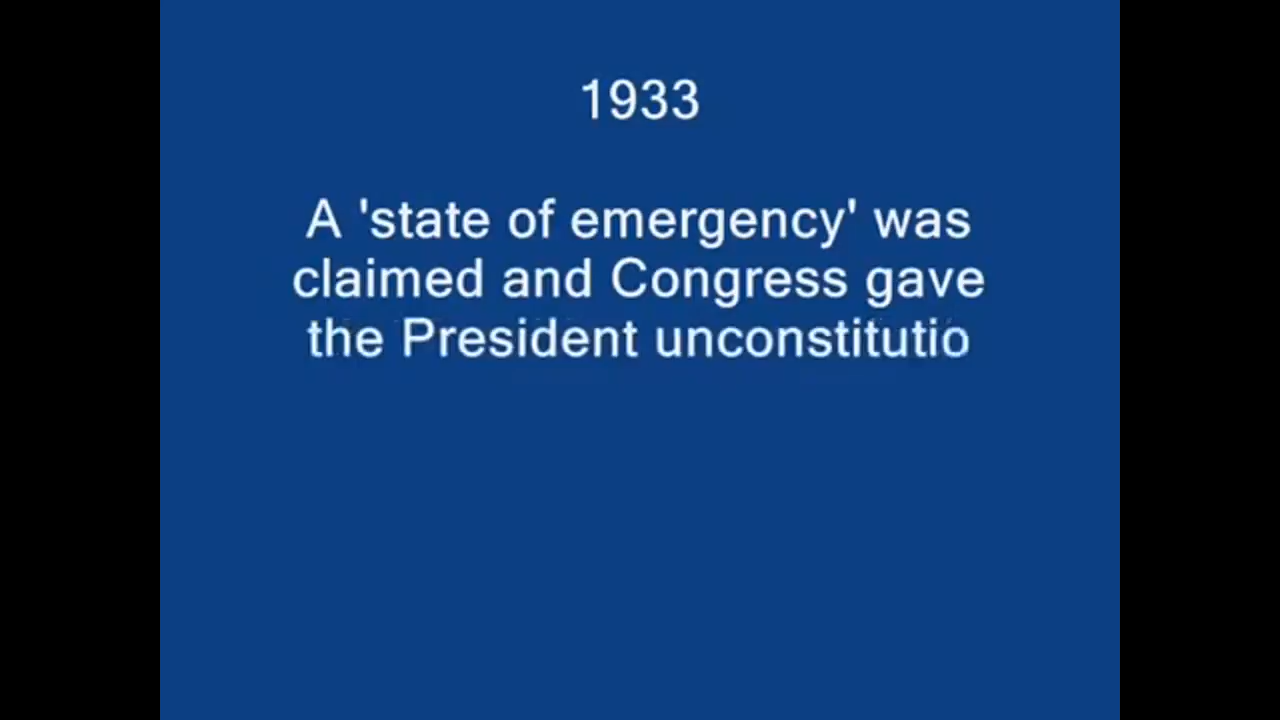 1933
A 'state of emergency' was
claimed and Congress gave
the President unconstitutio